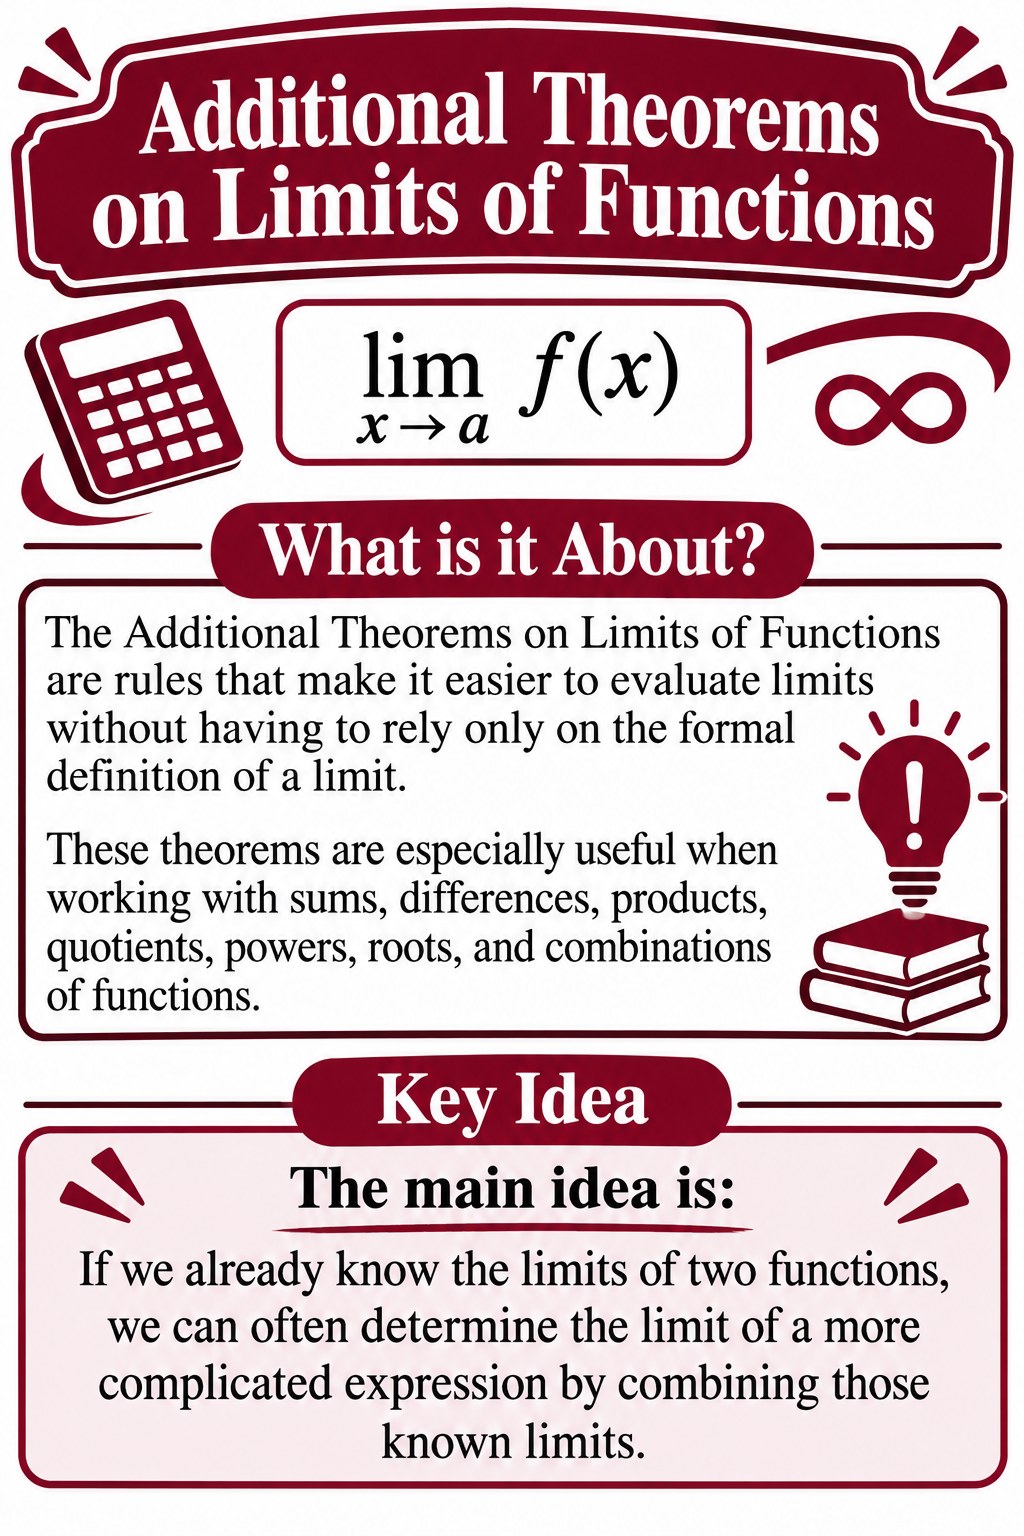 Additional Theorems
on Limits of Functions
lim f(x)
x → a
∞
What is it About?
The Additional Theorems on Limits of Functions
are rules that make it easier to evaluate limits
without having to rely only on the formal
definition of a limit.
!
These theorems are especially useful when
working with sums, differences, products,
quotients, powers, roots, and combinations
of functions.
Key Idea
The main idea is:
If we already know the limits of two functions,
we can often determine the limit of a more
complicated expression by combining those
known limits.